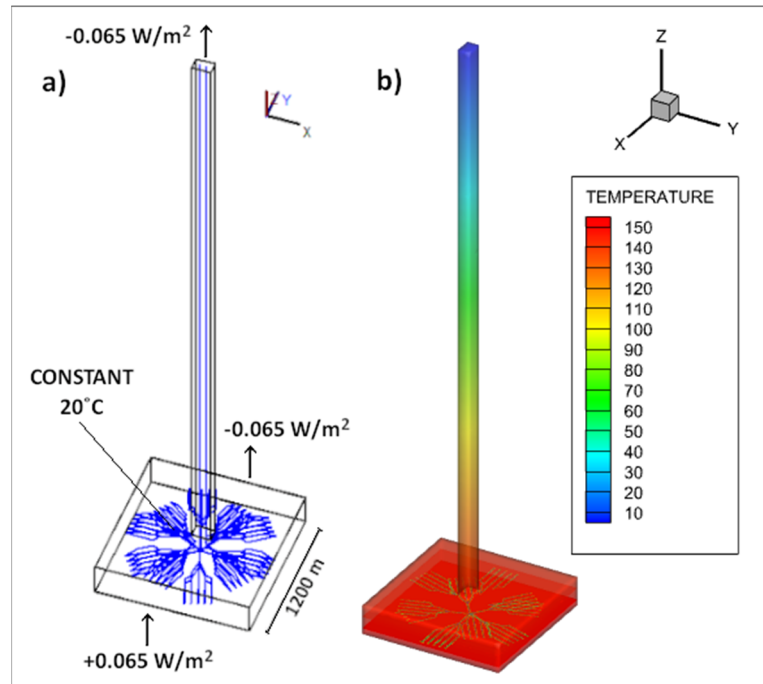 -0.065 W/m²
a)
Z
Y
X
CONSTANT
20˚C
-0.065 W/m²
1200 m
+0.065 W/m²
b)
Z
X
Y
TEMPERATURE
150
140
130
120
110
100
90
80
70
60
50
40
30
20
10